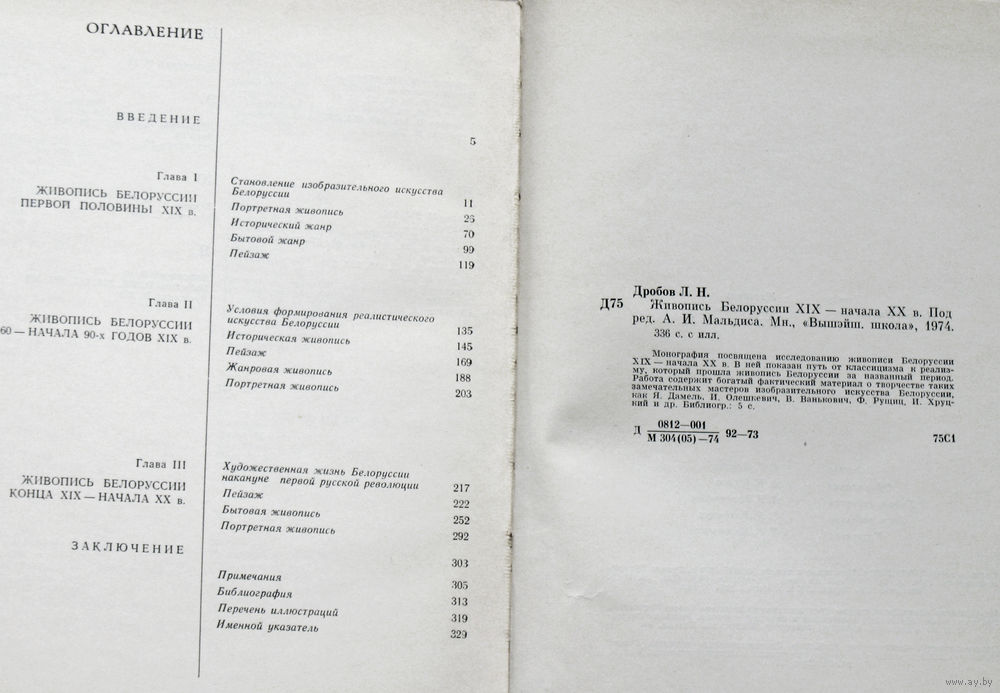 ОГЛАВЛЕНИЕ
ВВЕДЕНИЕ
5
Глава I
ЖИВОПИСЬ БЕЛОРУССИИ
ПЕРВОЙ ПОЛОВИНЫ XIX в.
Становление изобразительного искусства
Белоруссии 11
Портретная живопись 25
Исторический жанр 70
Бытовой жанр 99
Пейзаж 119
Глава II
ЖИВОПИСЬ БЕЛОРУССИИ
60 — НАЧАЛА 90-х ГОДОВ XIX в.
Условия формирования реалистического
искусства Белоруссии 135
Историческая живопись 145
Пейзаж 169
Жанровая живопись 188
Портретная живопись 203
Глава III
ЖИВОПИСЬ БЕЛОРУССИИ
КОНЦА XIX — НАЧАЛА XX в.
Художественная жизнь Белоруссии
накануне первой русской революции 217
Пейзаж 222
Бытовая живопись 252
Портретная живопись 292
ЗАКЛЮЧЕНИЕ
303
Примечания 305
Библиография 313
Перечень иллюстраций 319
Именной указатель 329
Дробов Л. Н.
Д75 Живопись Белоруссии XIX — начала XX в. Под
ред. А. И. Мальдиса. Мн., «Вышэйш. школа», 1974.
336 с. с илл.
Монография посвящена исследованию живописи Белоруссии
XIX — начала XX в. В ней показан путь от классицизма к реализ-
му, который прошла живопись Белоруссии за названный период.
Работа содержит богатый фактический материал о творчестве таких
замечательных мастеров изобразительного искусства Белоруссии,
как Я. Дамель, И. Олешкевич, В. Ванькович, Ф. Рущиц, И. Хруц-
кий и др. Библиогр.: 5 с.
Д 0812—001
М 304(05)—74 92—73 75С1
www.ay.by